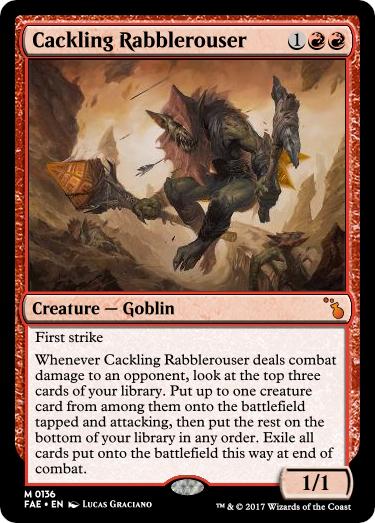 Cackling Rabblerouser 1
Creature — Goblin
First strike
Whenever Cackling Rabblerouser deals combat
damage to an opponent, look at the top three
cards of your library. Put up to one creature
card from among them onto the battlefield
tapped and attacking, then put the rest on the
bottom of your library in any order. Exile all
cards put onto the battlefield this way at end of
combat.
1/1
M 0136
FAE • EN LUCAS GRACIANO
™ & © 2017 Wizards of the Coast